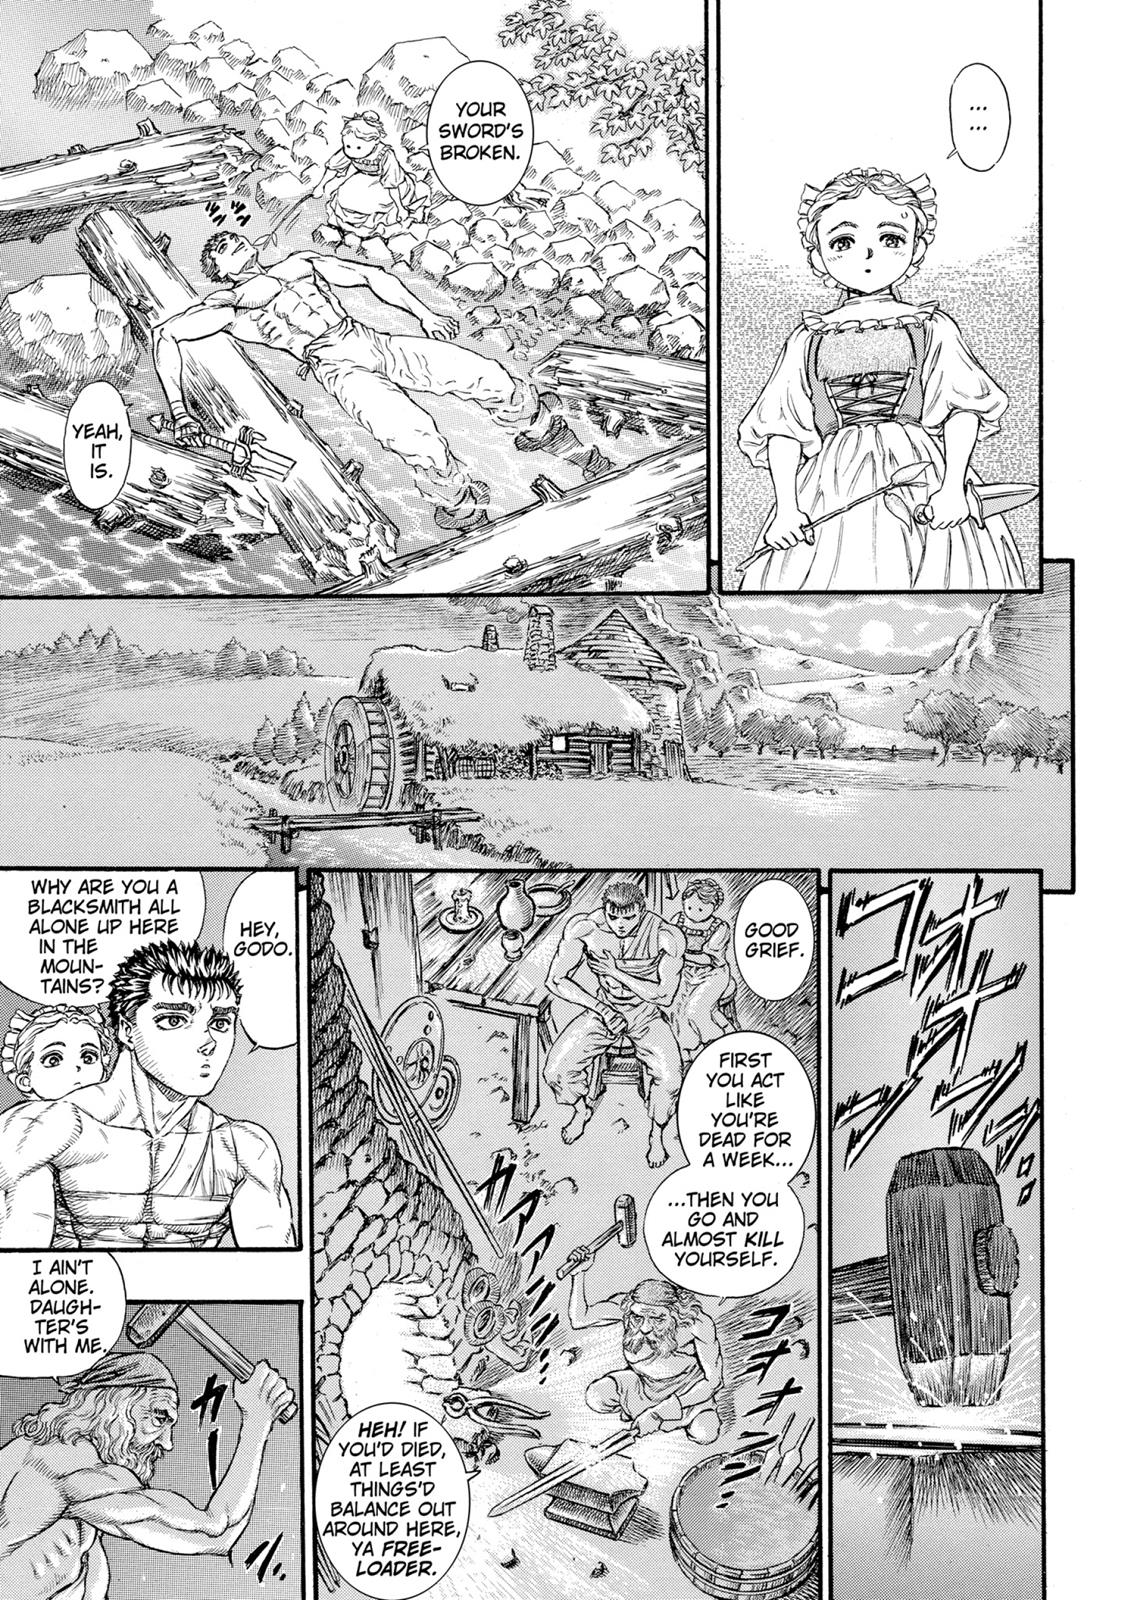 ...
...
YOUR
SWORD'S
BROKEN.
YEAH,
IT
IS.
GOOD
GRIEF.
FIRST
YOU ACT
LIKE
YOU'RE
DEAD FOR
A WEEK...
...THEN YOU
GO AND
ALMOST KILL
YOURSELF.
HEH! IF
YOU'D DIED,
AT LEAST
THINGS'D
BALANCE OUT
AROUND HERE,
YA FREE-
LOADER.
HEY,
GODO.
WHY ARE YOU A
BLACKSMITH ALL
ALONE UP HERE
IN THE
MOUN-
TAINS?
I AIN'T
ALONE.
DAUGH-
TER'S
WITH ME.